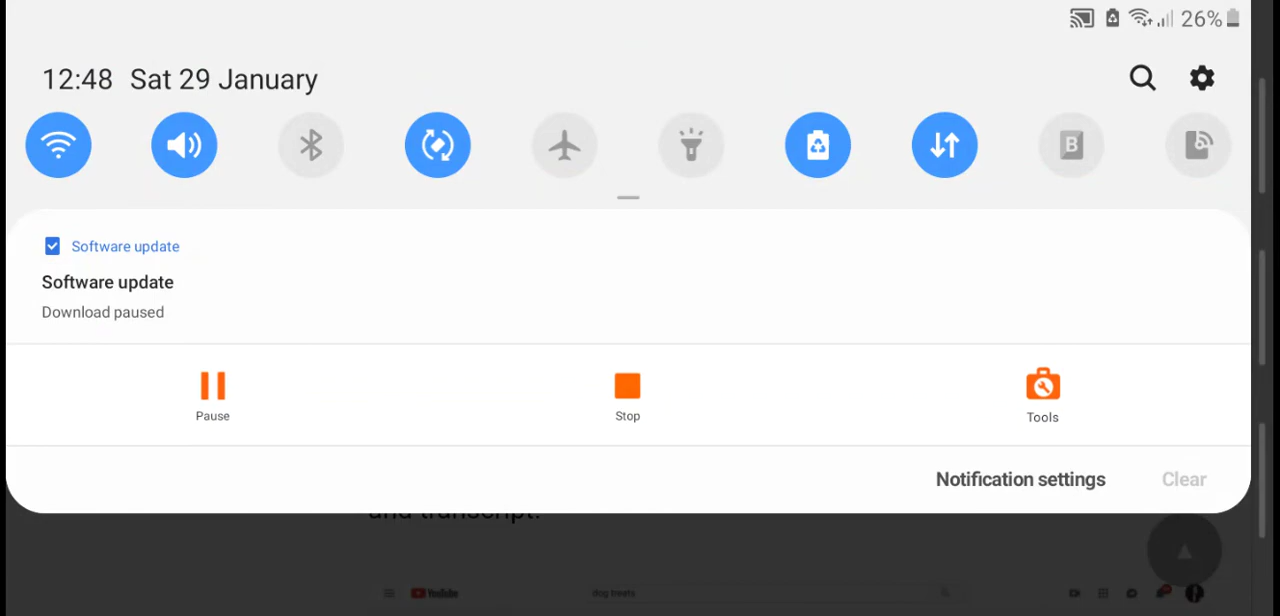 26%
12:48 Sat 29 January
B
Software update
Software update
Download paused
Pause
Stop
Tools
Notification settings
Clear
and transcript.
YouTube
dog treats